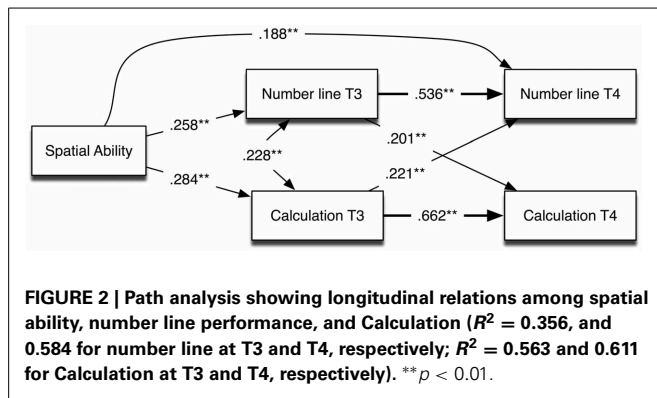 .188**
Number line T3
.536**
Number line T4
.258**
.201**
Spatial Ability
.228**
.284**
.221**
Calculation T3
.662**
Calculation T4
FIGURE 2 | Path analysis showing longitudinal relations among spatial
ability, number line performance, and Calculation (R² = 0.356, and
0.584 for number line at T3 and T4, respectively; R² = 0.563 and 0.611
for Calculation at T3 and T4, respectively). **p < 0.01.